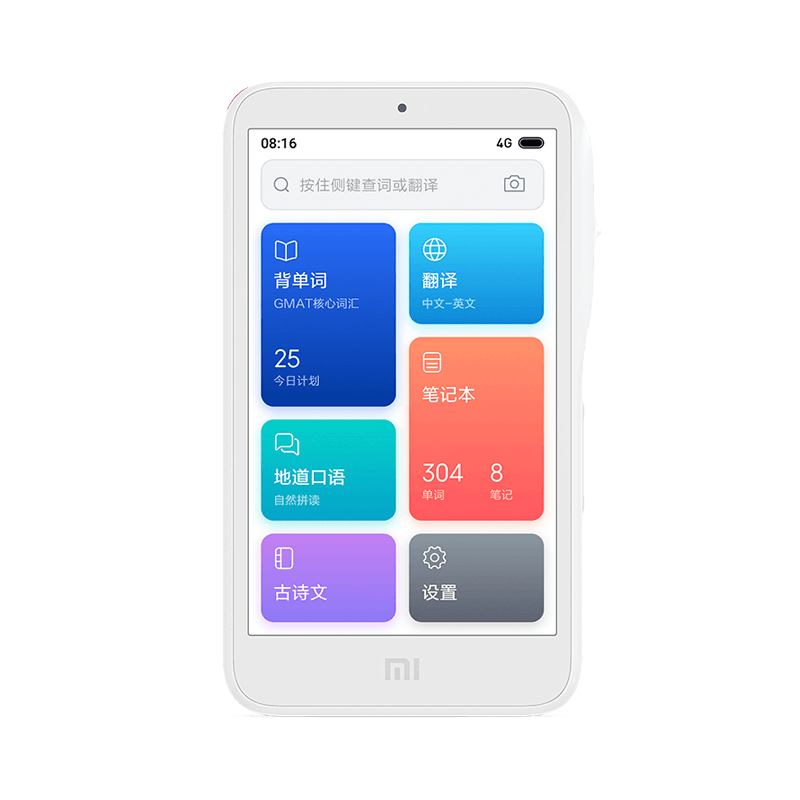 08:16 4G
按住侧键查词或翻译
背单词
GMAT核心词汇
25
今日计划
翻译
中文-英文
笔记本
304 8
单词 笔记
地道口语
自然拼读
古诗文
设置
MI